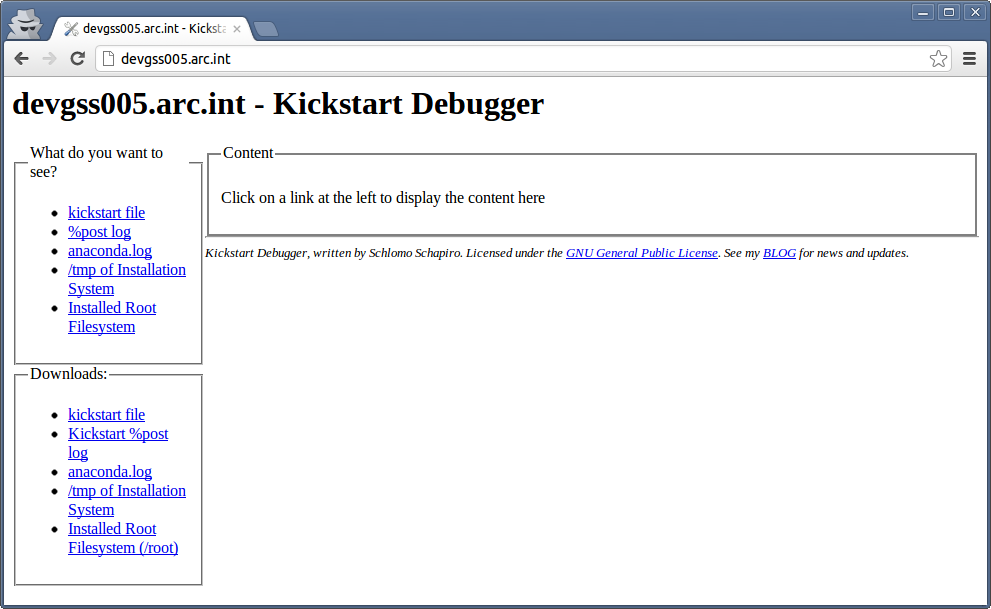 devgss005.arc.int - Kicksta
devgss005.arc.int
devgss005.arc.int - Kickstart Debugger
What do you want to
see?
kickstart file
%post log
anaconda.log
/tmp of Installation
System
Installed Root
Filesystem
Downloads:
kickstart file
Kickstart %post
log
anaconda.log
/tmp of Installation
System
Installed Root
Filesystem (/root)
Content
Click on a link at the left to display the content here
Kickstart Debugger, written by Schlomo Schapiro. Licensed under the GNU General Public License. See my BLOG for news and updates.